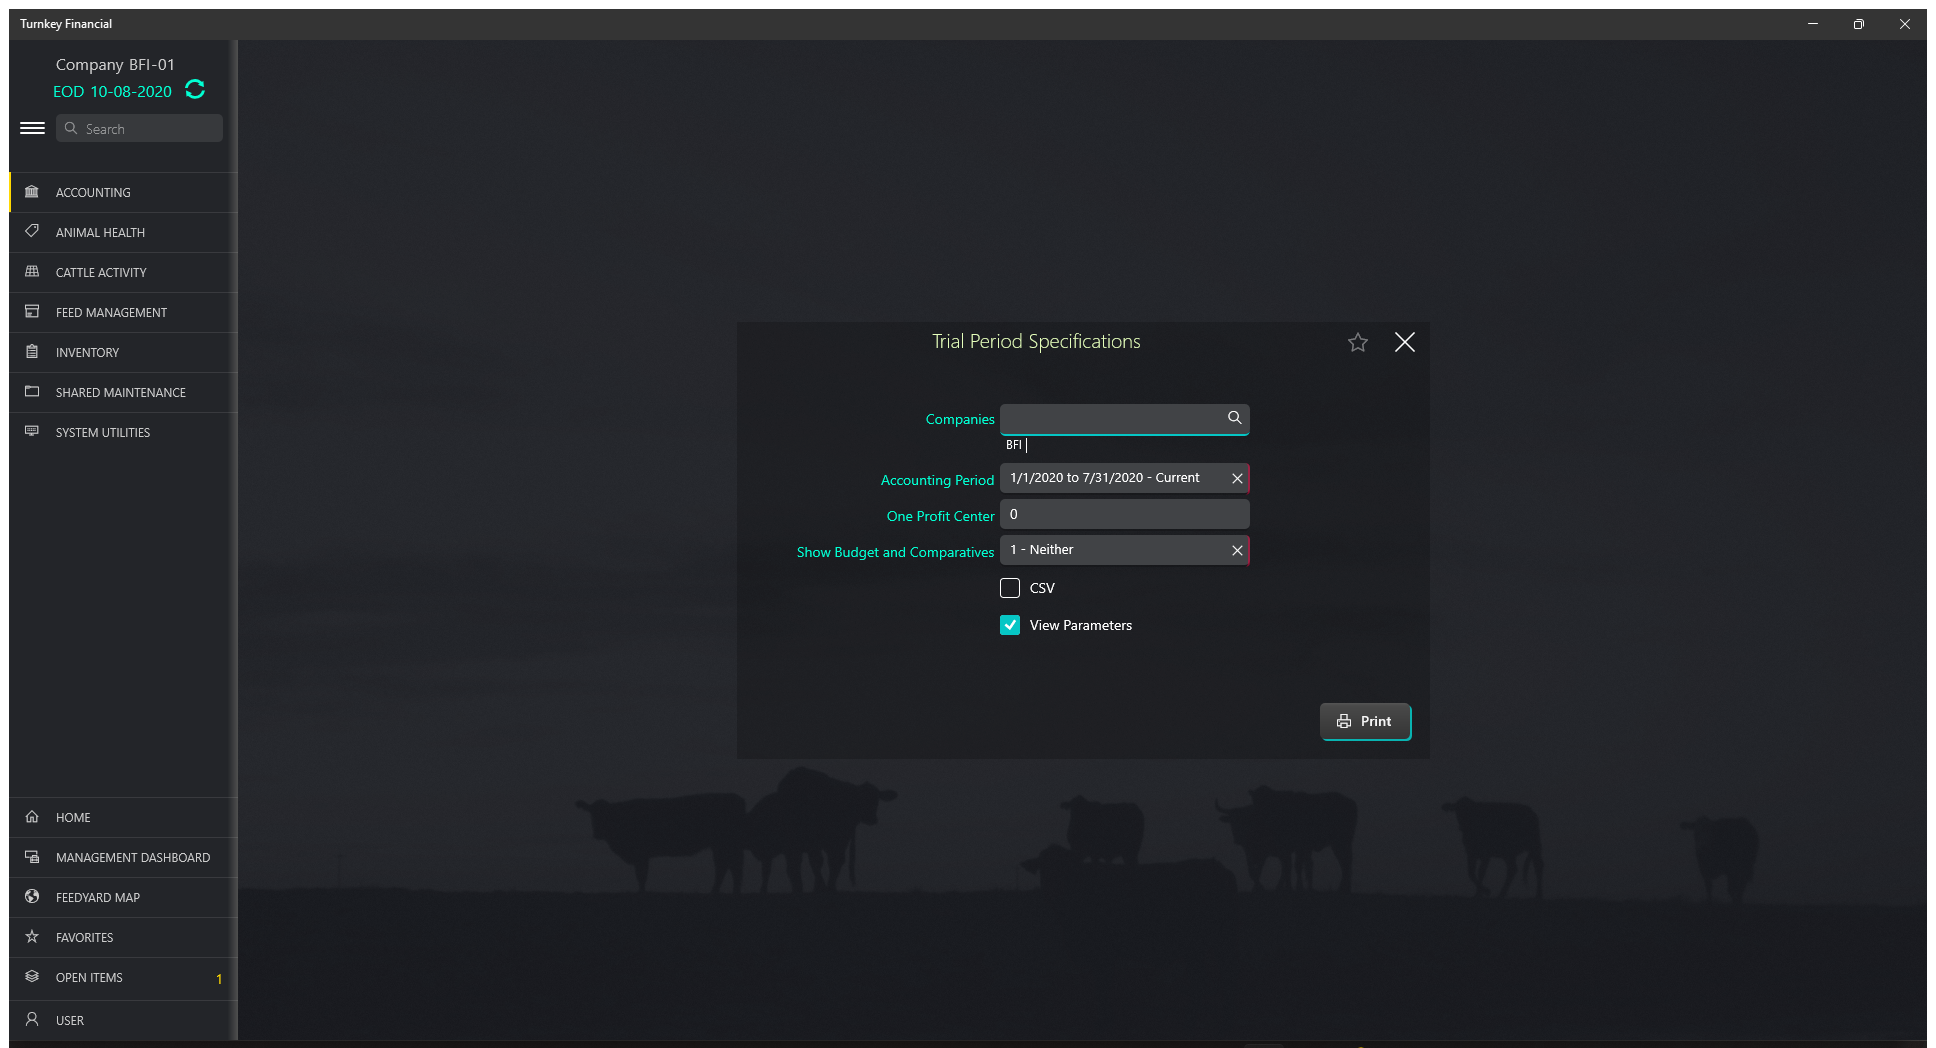 Turnkey Financial
Company BFI-01
EOD 10-08-2020
Search
ACCOUNTING
ANIMAL HEALTH
CATTLE ACTIVITY
FEED MANAGEMENT
INVENTORY
SHARED MAINTENANCE
SYSTEM UTILITIES
HOME
MANAGEMENT DASHBOARD
FEEDYARD MAP
FAVORITES
OPEN ITEMS 1
USER
Trial Period Specifications
Companies
BFI
Accounting Period 1/1/2020 to 7/31/2020 - Current
One Profit Center 0
Show Budget and Comparatives 1 - Neither
CSV
View Parameters
Print